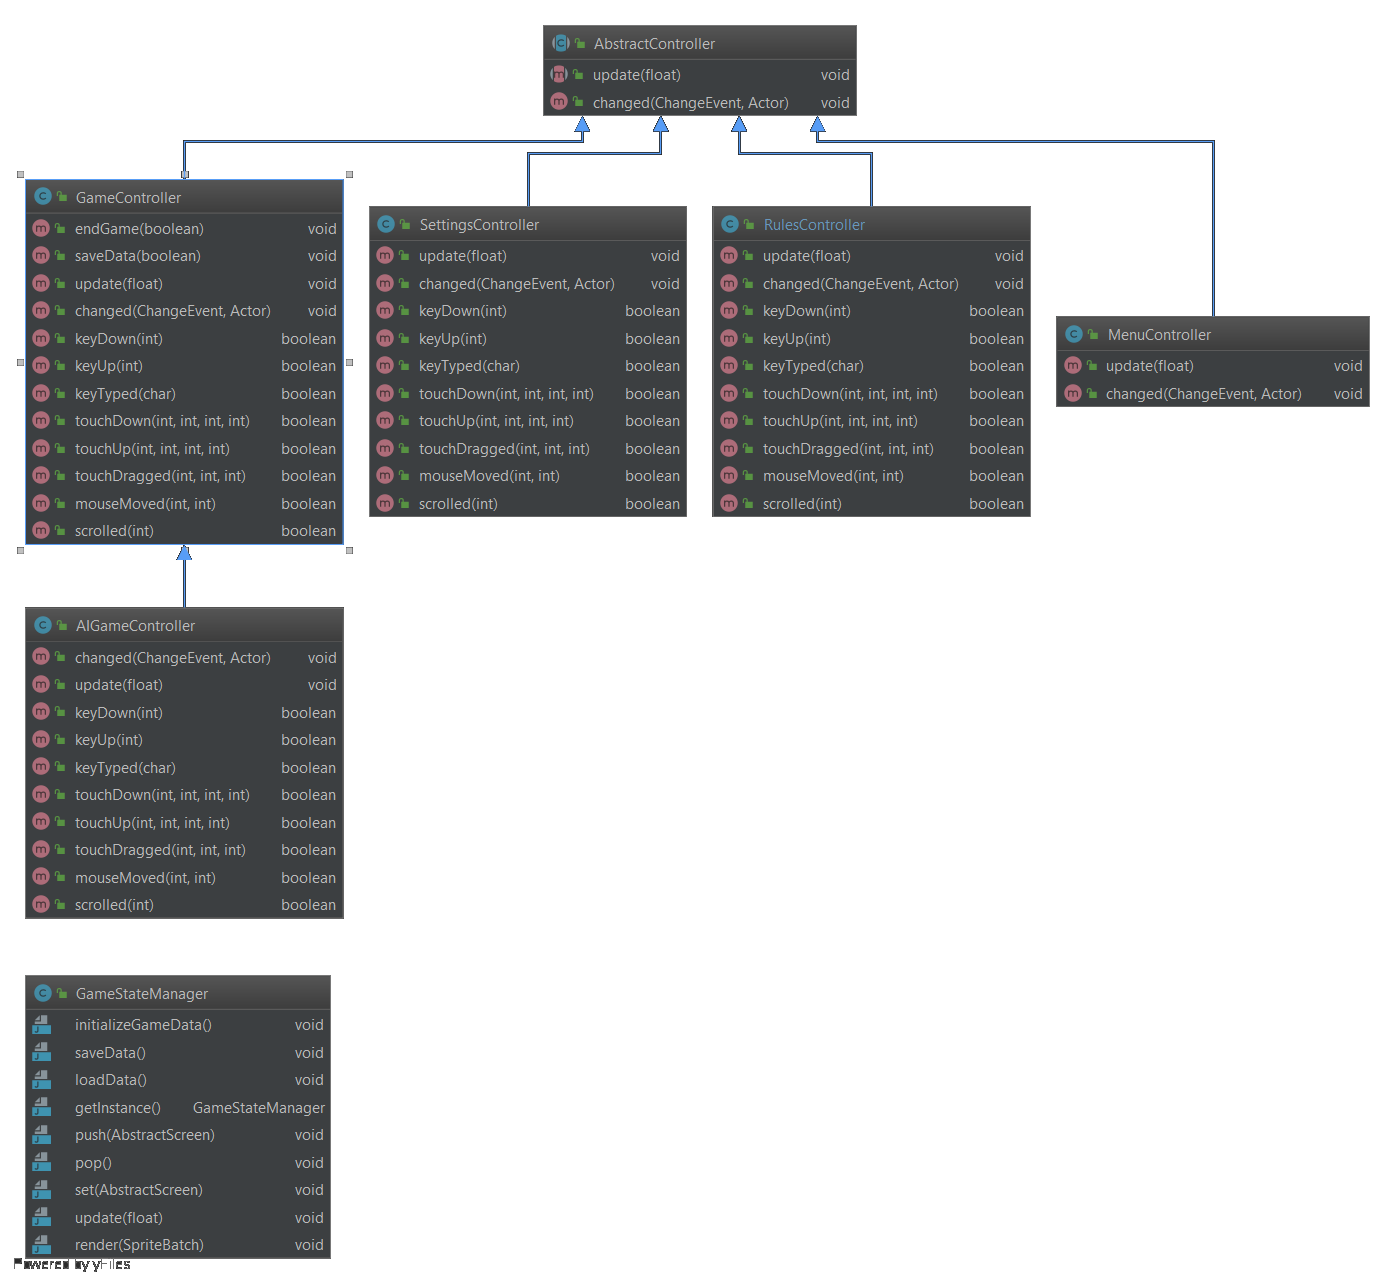 AbstractController
update(float) void
changed(ChangeEvent, Actor) void
GameController
endGame(boolean) void
saveData(boolean) void
update(float) void
changed(ChangeEvent, Actor) void
keyDown(int) boolean
keyUp(int) boolean
keyTyped(char) boolean
touchDown(int, int, int, int) boolean
touchUp(int, int, int, int) boolean
touchDragged(int, int, int) boolean
mouseMoved(int, int) boolean
scrolled(int) boolean
SettingsController
update(float) void
changed(ChangeEvent, Actor) void
keyDown(int) boolean
keyUp(int) boolean
keyTyped(char) boolean
touchDown(int, int, int, int) boolean
touchUp(int, int, int, int) boolean
touchDragged(int, int, int) boolean
mouseMoved(int, int) boolean
scrolled(int) boolean
RulesController
update(float) void
changed(ChangeEvent, Actor) void
keyDown(int) boolean
keyUp(int) boolean
keyTyped(char) boolean
touchDown(int, int, int, int) boolean
touchUp(int, int, int, int) boolean
touchDragged(int, int, int) boolean
mouseMoved(int, int) boolean
scrolled(int) boolean
MenuController
update(float) void
changed(ChangeEvent, Actor) void
AIGameController
changed(ChangeEvent, Actor) void
update(float) void
keyDown(int) boolean
keyUp(int) boolean
keyTyped(char) boolean
touchDown(int, int, int, int) boolean
touchUp(int, int, int, int) boolean
touchDragged(int, int, int) boolean
mouseMoved(int, int) boolean
scrolled(int) boolean
GameStateManager
initializeGameData() void
saveData() void
loadData() void
getInstance() GameStateManager
push(AbstractScreen) void
pop() void
set(AbstractScreen) void
update(float) void
render(SpriteBatch) void
Powered by yFiles